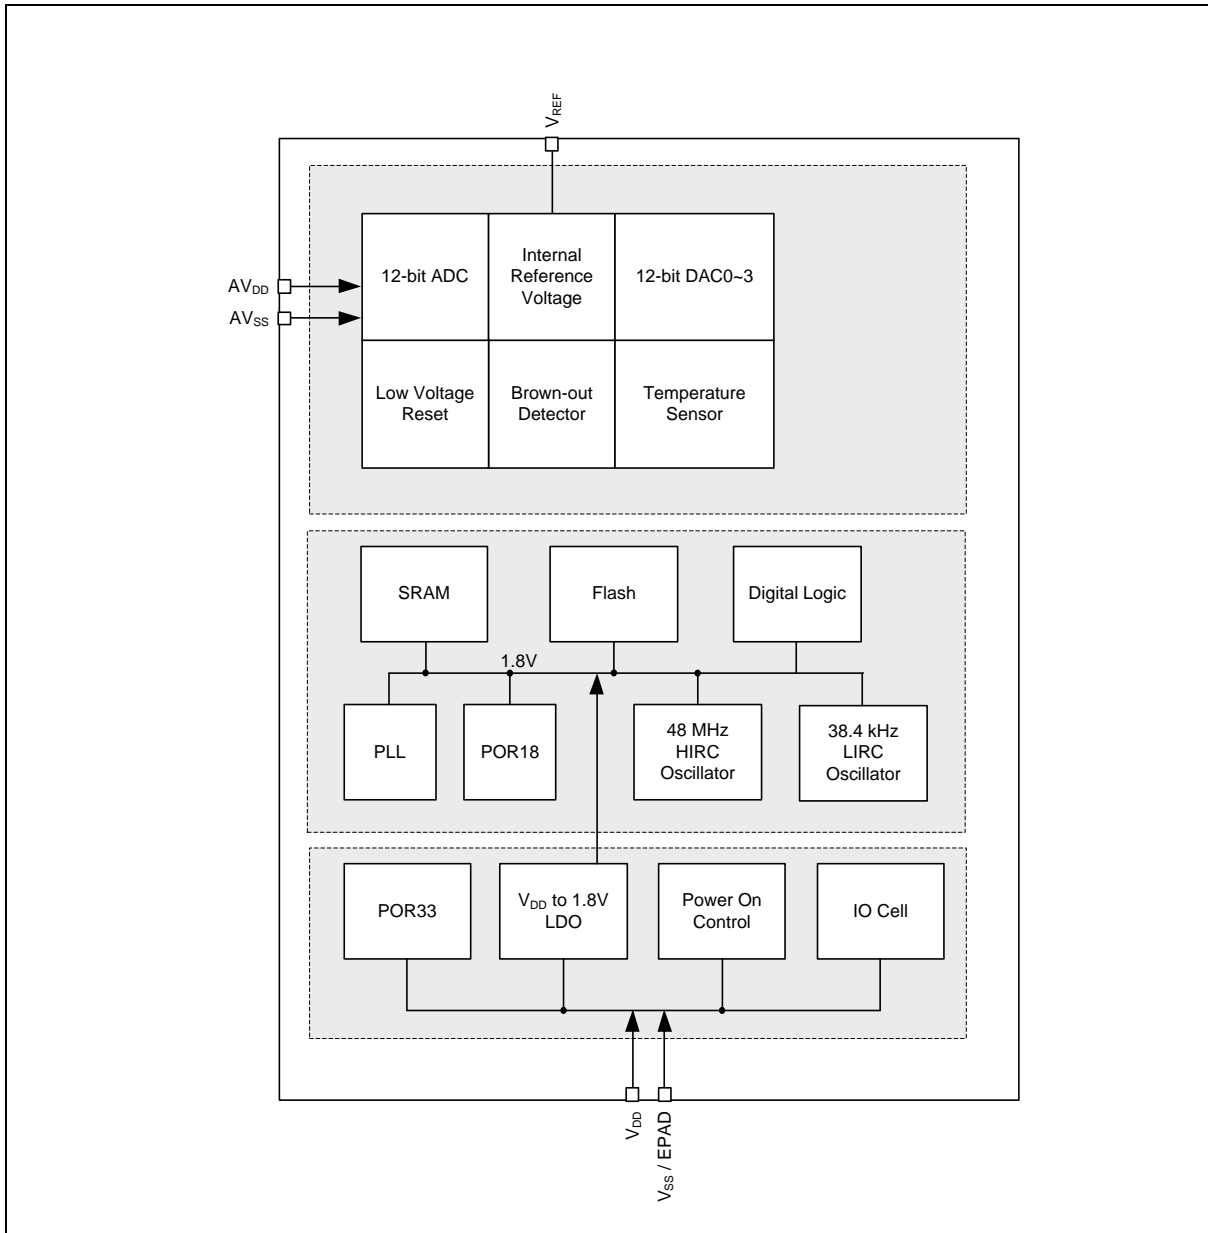 VREF
AVDD
AVSS
12-bit ADC
Internal
Reference
Voltage
12-bit DAC0~3
Low Voltage
Reset
Brown-out
Detector
Temperature
Sensor
SRAM
Flash
Digital Logic
1.8V
PLL
POR18
48 MHz
HIRC
Oscillator
38.4 kHz
LIRC
Oscillator
POR33
VDD to 1.8V
LDO
Power On
Control
IO Cell
VDD
VSS / EPAD